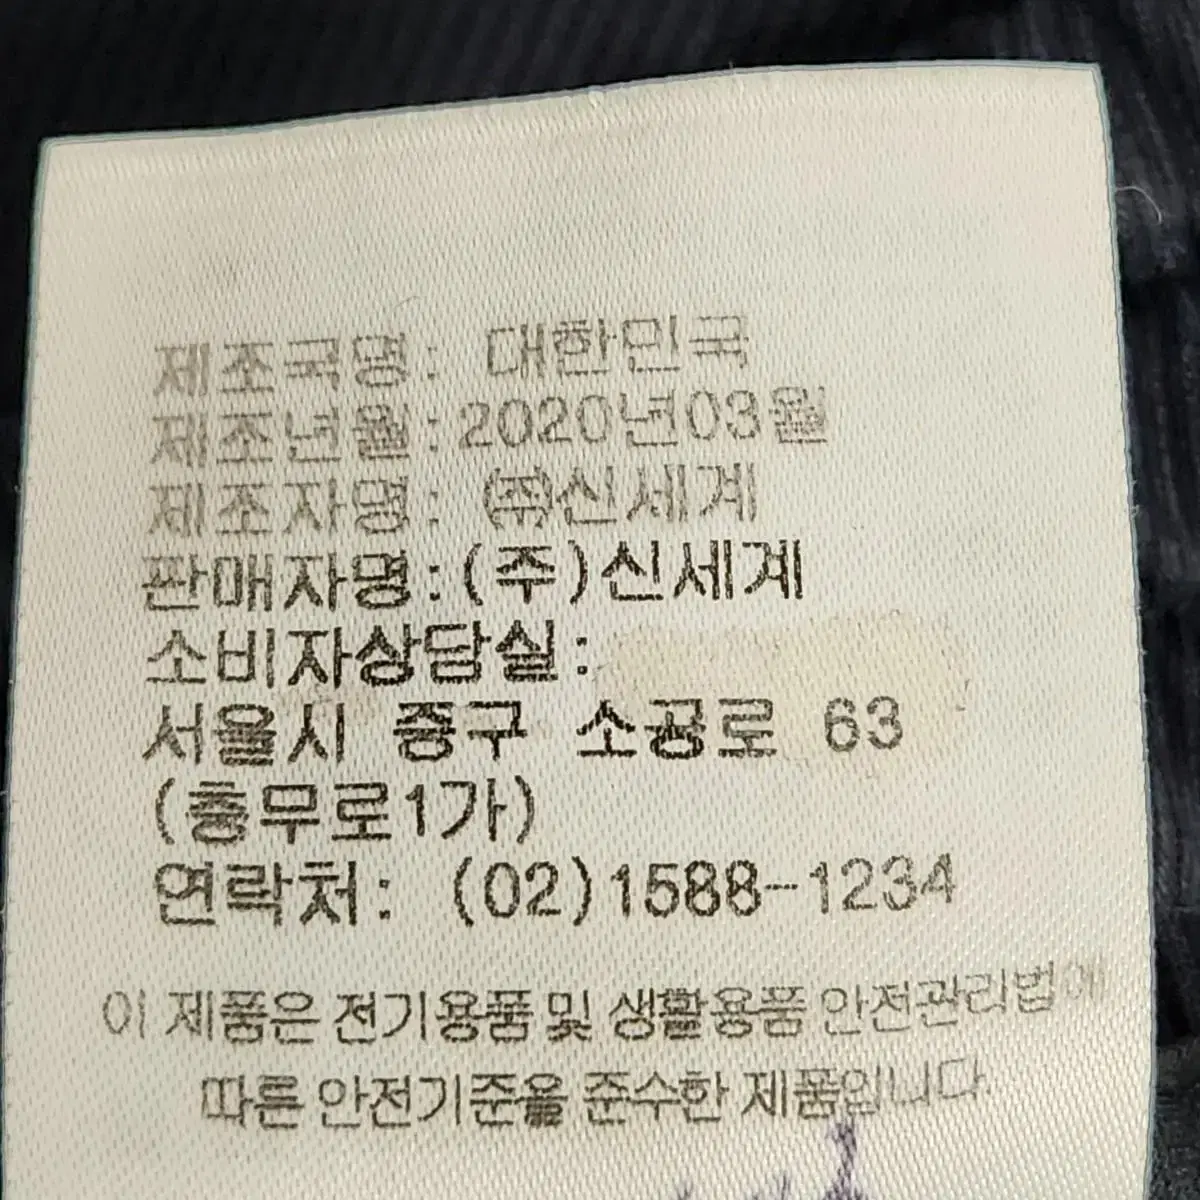 제조국명: 대한민국
제조년월:2020년03월
제조자명: ㈜신세계
판매자명:(주)신세계
소비자상담실:
서울시 중구 소공로 63
(충무로1가)
연락처: (02)1588-1234
이 제품은 전기용품 및 생활용품 안전관리법에
따른 안전기준을 준수한 제품입니다